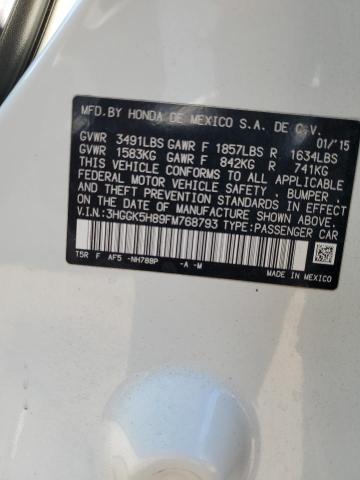 MFD. BY HONDA DE MEXICO S.A. DE C.V.
01/'15
GVWR 3491LBS GAWR F 1857LBS R 1634LBS
GVWR 1583KG GAWR F 842KG R 741KG
THIS VEHICLE CONFORMS TO ALL APPLICABLE
FEDERAL MOTOR VEHICLE SAFETY , BUMPER ,
AND THEFT PREVENTION STANDARDS IN EFFECT
ON THE DATE OF MANUFACTURE SHOWN ABOVE.
V.I.N.:3HGGK5H89FM768793 TYPE:PASSENGER CAR
T5R F AF5 -NH788P -A -M
MADE IN MEXICO